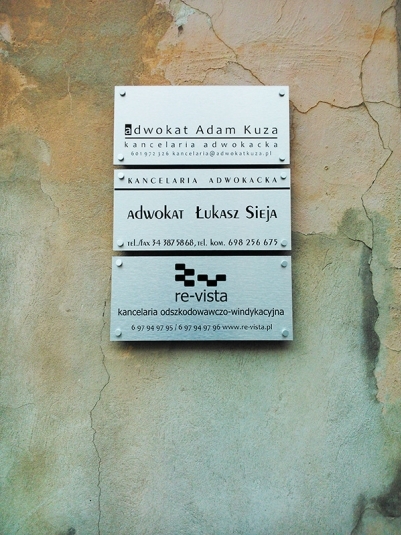 adwokat Adam Kuza
kancelaria adwokacka
601 972 326 kancelaria@adwokatkuza.pl
KANCELARIA ADWOKACKA
adwokat Łukasz Sieja
tel./fax 34 387 58 68, tel. kom. 698 256 675
re-vista
kancelaria odszkodowawczo-windykacyjna
6 97 94 97 95 / 6 97 94 97 96 www.re-vista.pl